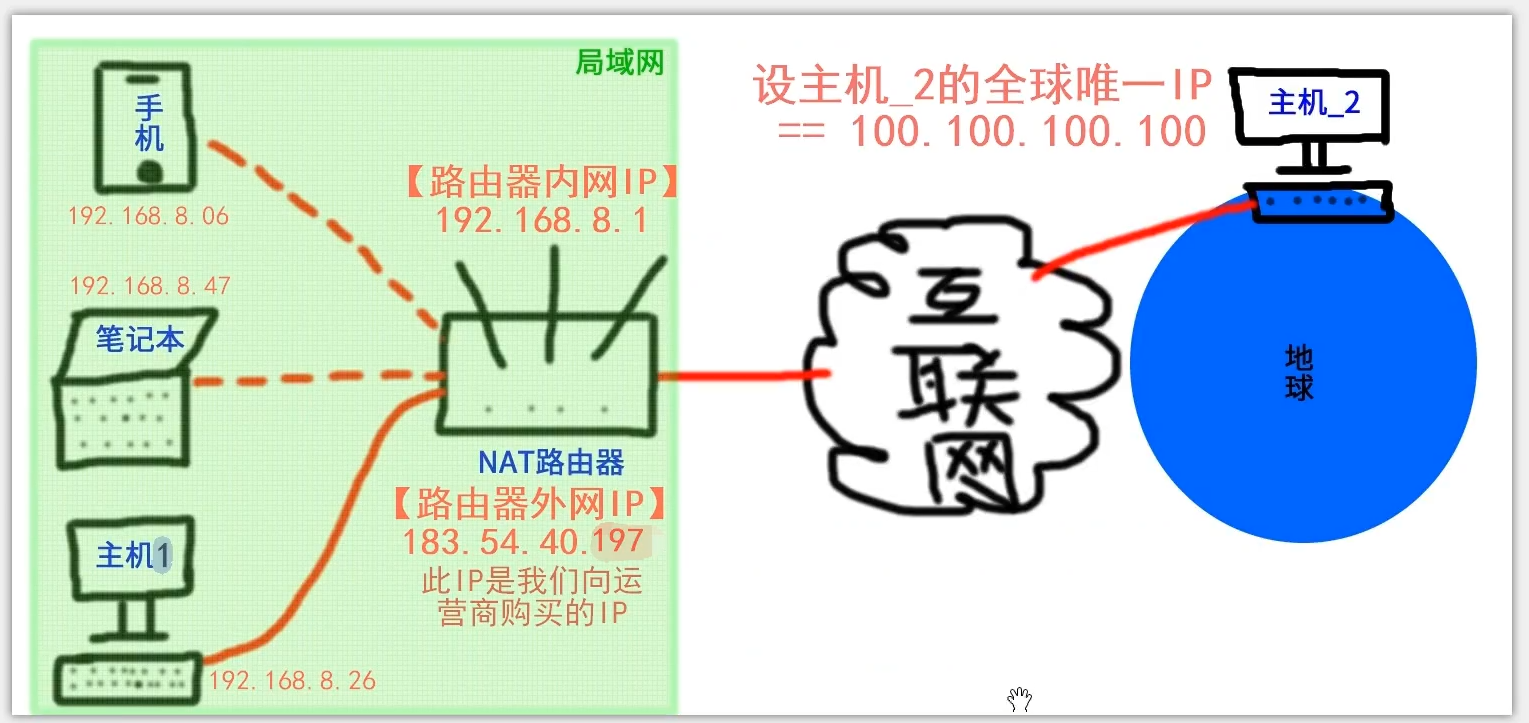 局域网
手
机
192.168.8.06
192.168.8.47
笔记本
主机1
192.168.8.26
【路由器内网IP】
192.168.8.1
NAT路由器
【路由器外网IP】
183.54.40.197
此IP是我们向运
营商购买的IP
互
联
网
设主机_2的全球唯一IP
== 100.100.100.100
主机_2
地
球